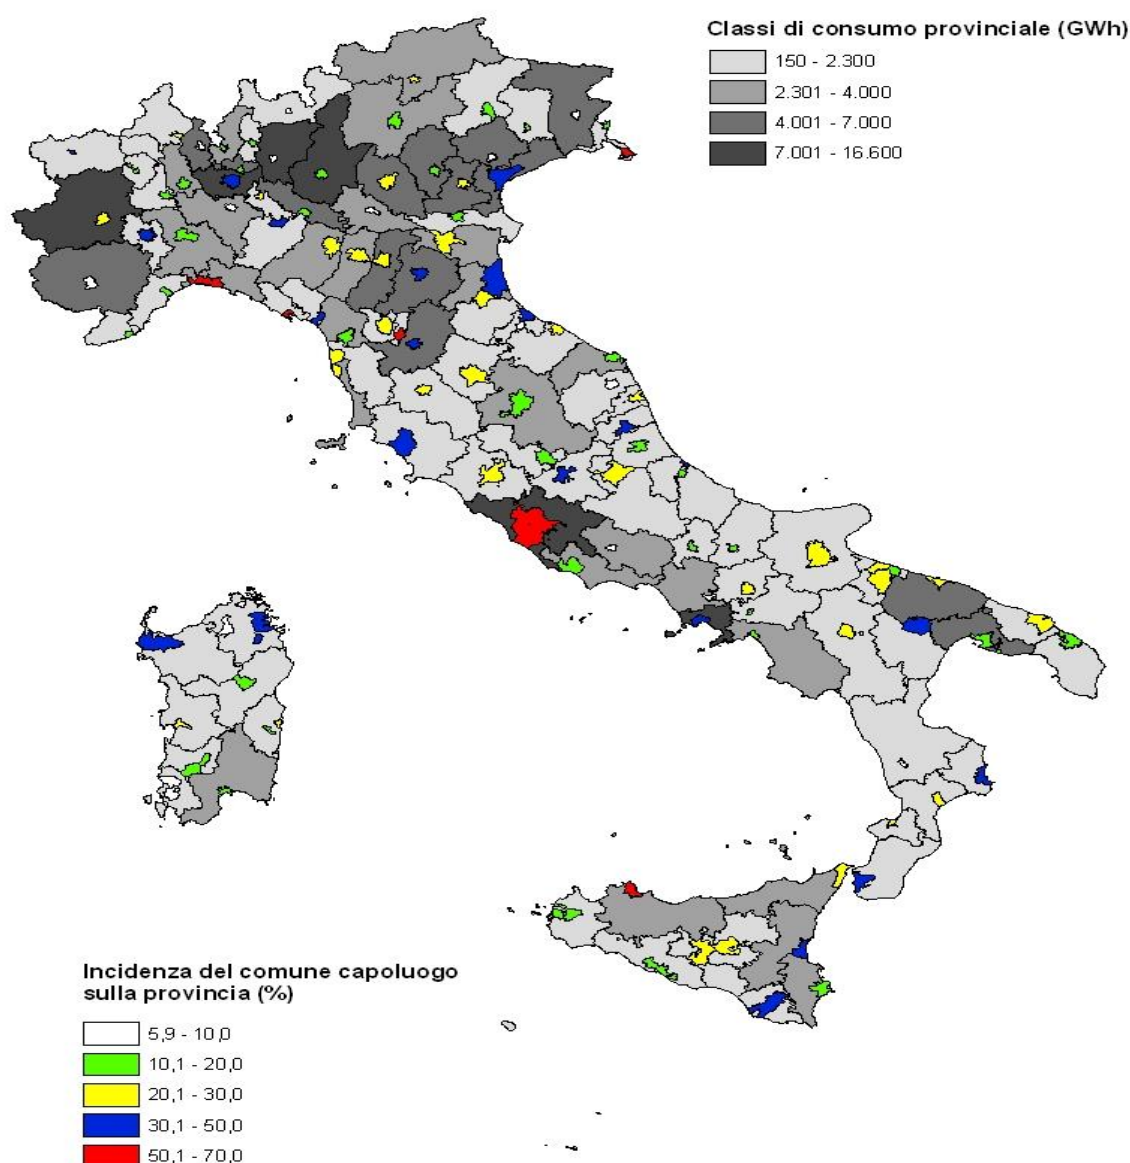 Classi di consumo provinciale (GWh)
150 - 2.300
2.301 - 4.000
4.001 - 7.000
7.001 - 16.600
Incidenza del comune capoluogo
sulla provincia (%)
5,9 - 10,0
10,1 - 20,0
20,1 - 30,0
30,1 - 50,0
50,1 - 70,0